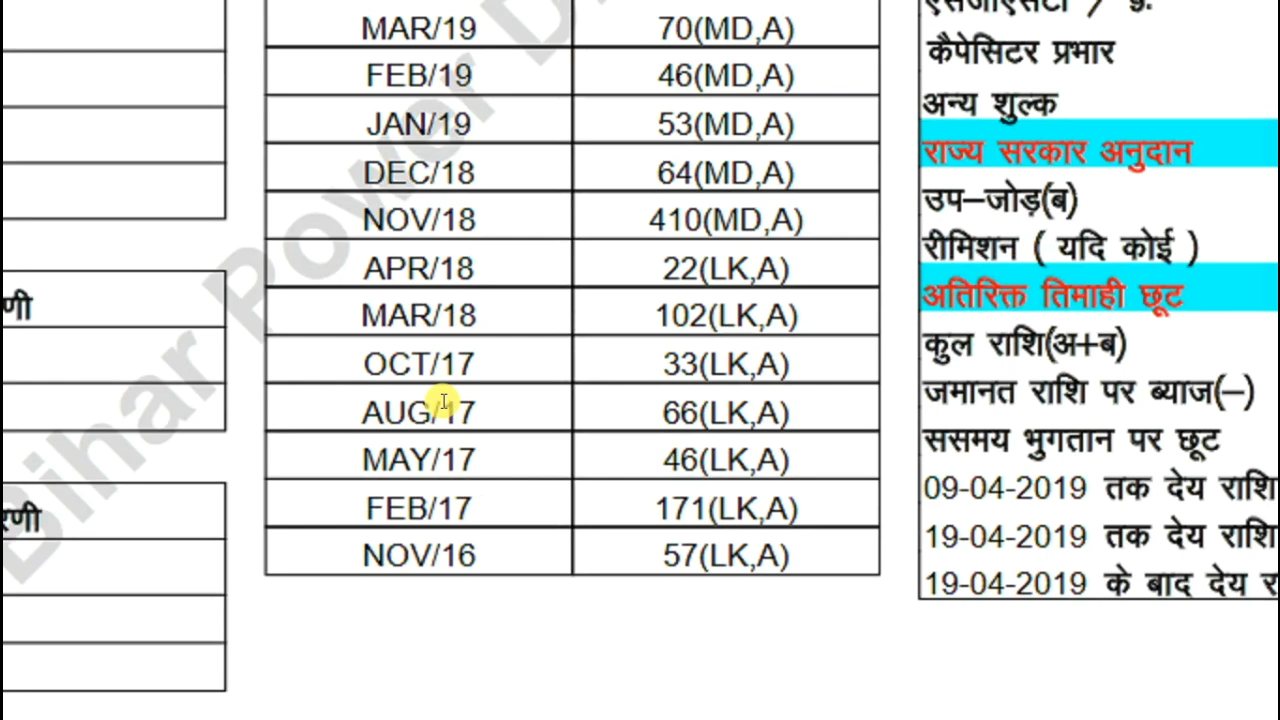 णी
रणी
MAR/19 70(MD,A)
FEB/19 46(MD,A)
JAN/19 53(MD,A)
DEC/18 64(MD,A)
NOV/18 410(MD,A)
APR/18 22(LK,A)
MAR/18 102(LK,A)
OCT/17 33(LK,A)
AUG/17 66(LK,A)
MAY/17 46(LK,A)
FEB/17 171(LK,A)
NOV/16 57(LK,A)
कैपेसिटर प्रभार
अन्य शुल्क
राज्य सरकार अनुदान
उप–जोड़(ब)
रीमिशन ( यदि कोई )
अतिरिक्त तिमाही छूट
कुल राशि(अ+ब)
जमानत राशि पर ब्याज(–)
ससमय भुगतान पर छूट
09-04-2019 तक देय राशि
19-04-2019 तक देय राशि
19-04-2019 के बाद देय र
Bihar Power D